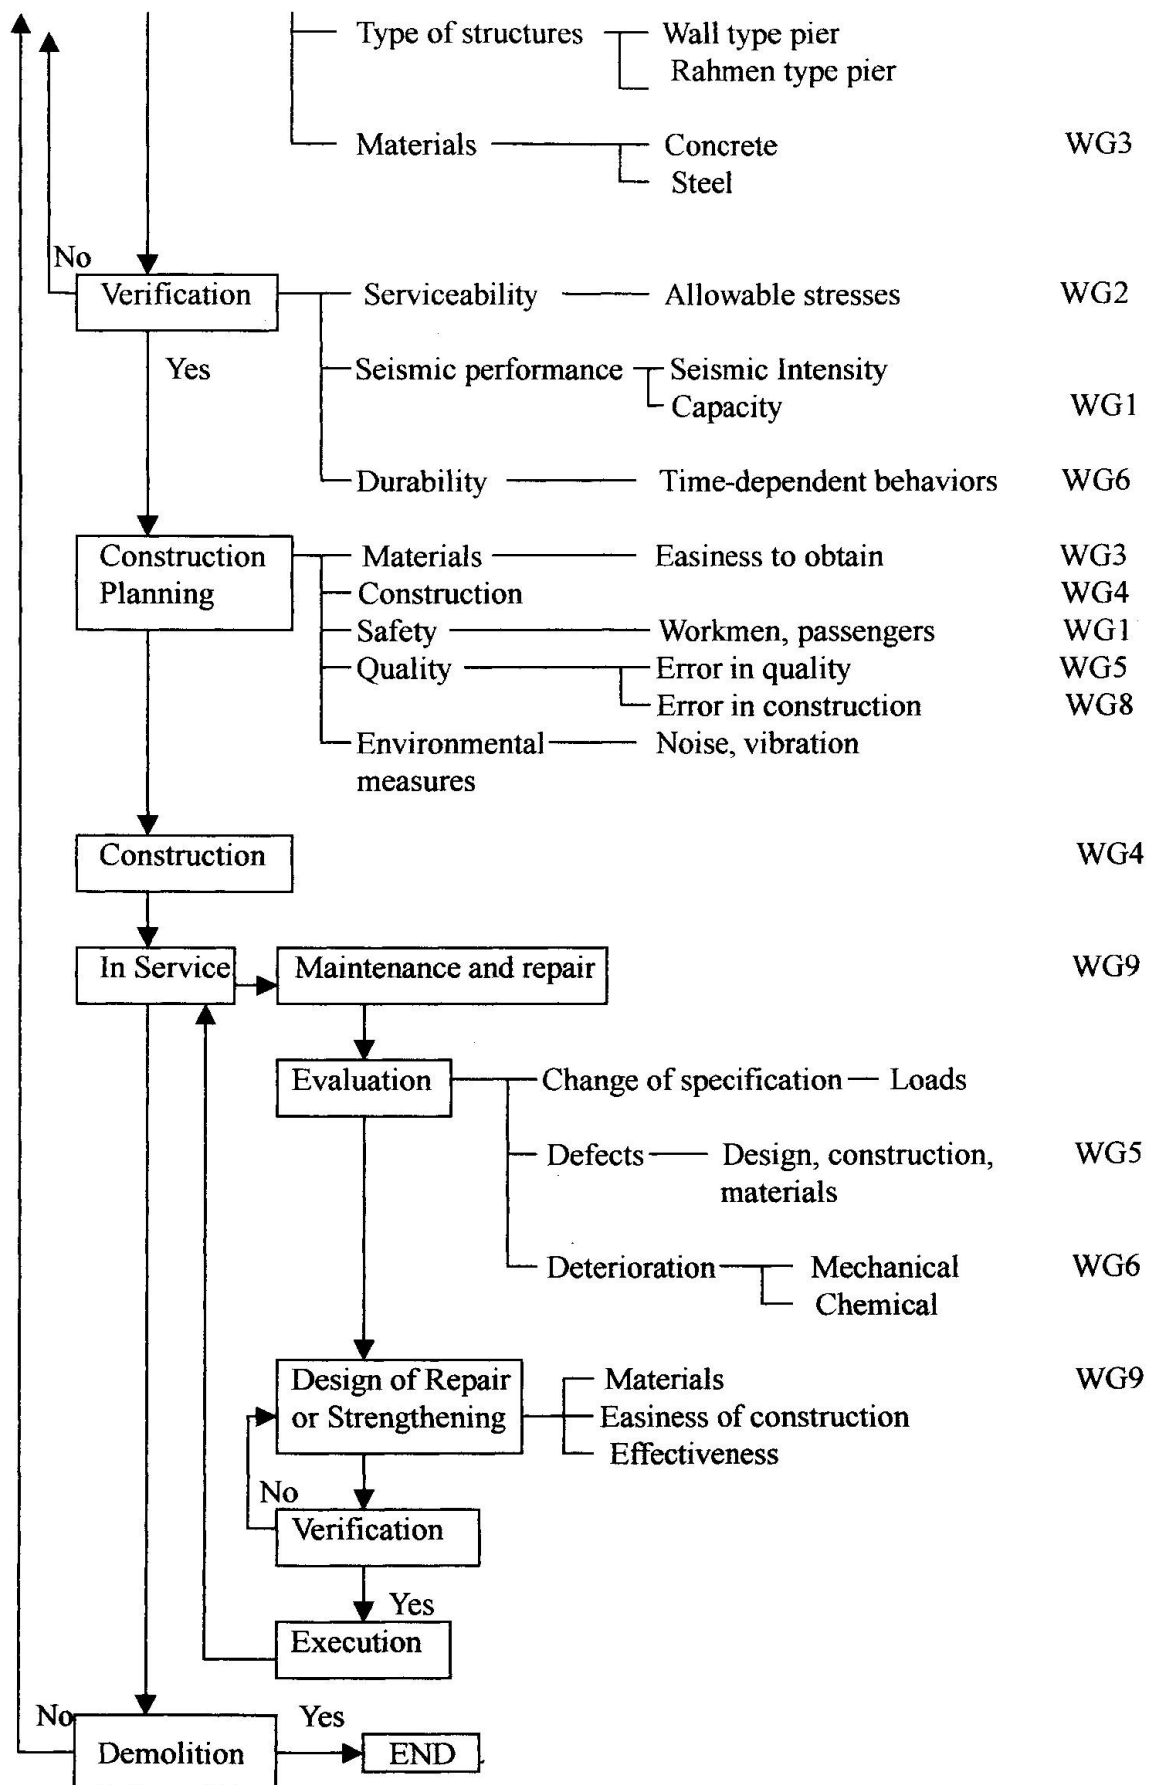 Type of structures Wall type pier
Rahmen type pier
Materials Concrete WG3
Steel
No
Verification Serviceability Allowable stresses WG2
Yes Seismic performance Seismic Intensity
Capacity WG1
Durability Time-dependent behaviors WG6
Construction Materials Easiness to obtain WG3
Planning Construction WG4
Safety Workmen, passengers WG1
Quality Error in quality WG5
Error in construction WG8
Environmental Noise, vibration
measures
Construction WG4
In Service Maintenance and repair WG9
Evaluation Change of specification Loads
Defects Design, construction, WG5
materials
Deterioration Mechanical WG6
Chemical
Design of Repair Materials WG9
or Strengthening Easiness of construction
Effectiveness
No
Verification
Yes
Execution
No Yes
Demolition END